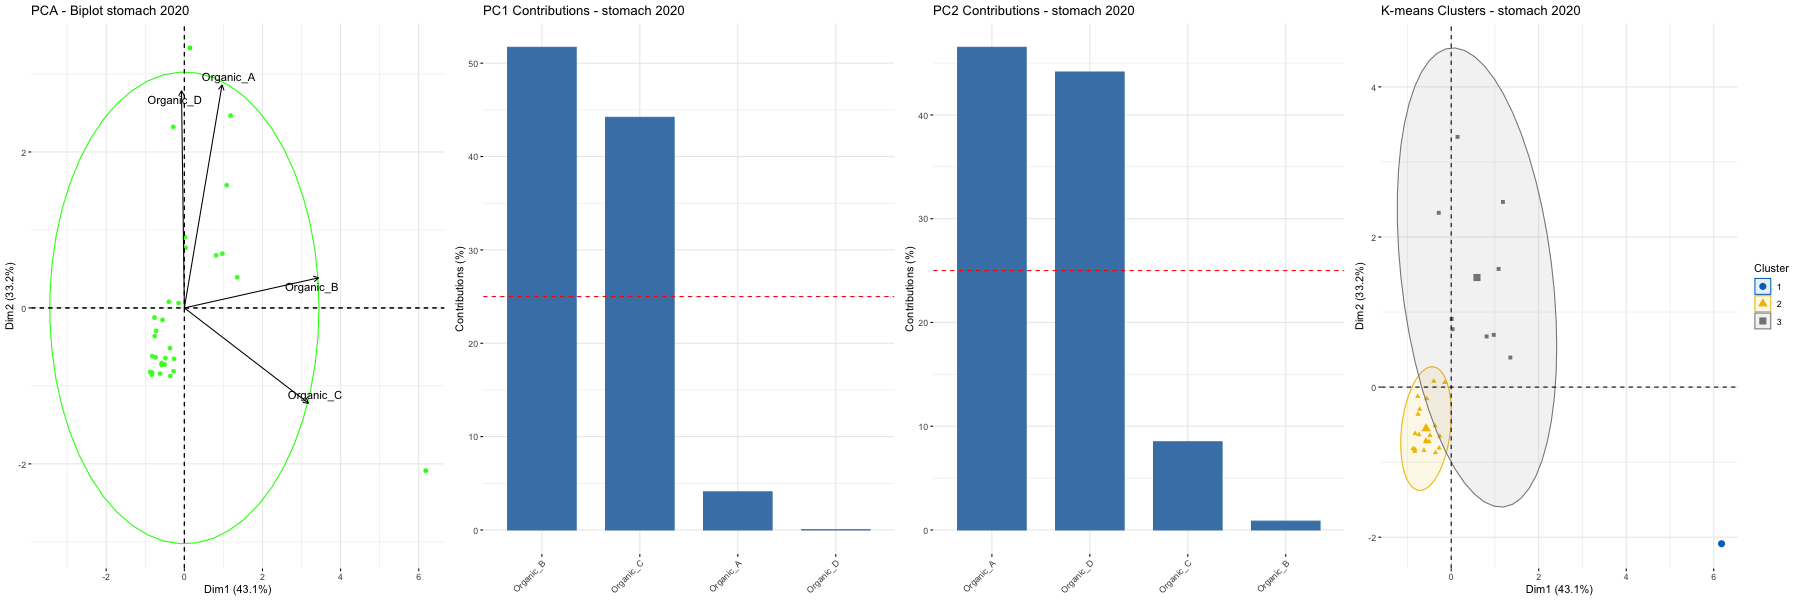 PCA - Biplot stomach 2020
Dim2 (33.2%)
2
0
-2
Organic_A
Organic_D
Organic_B
Organic_C
-2
0
2
4
6
Dim1 (43.1%)
PC1 Contributions - stomach 2020
Contributions (%)
50
40
30
20
10
0
Organic_B
Organic_C
Organic_A
Organic_D
PC2 Contributions - stomach 2020
Contributions (%)
40
30
20
10
0
Organic_A
Organic_D
Organic_C
Organic_B
K-means Clusters - stomach 2020
Dim2 (33.2%)
4
2
0
-2
0
2
4
6
Dim1 (43.1%)
Cluster
1
2
3